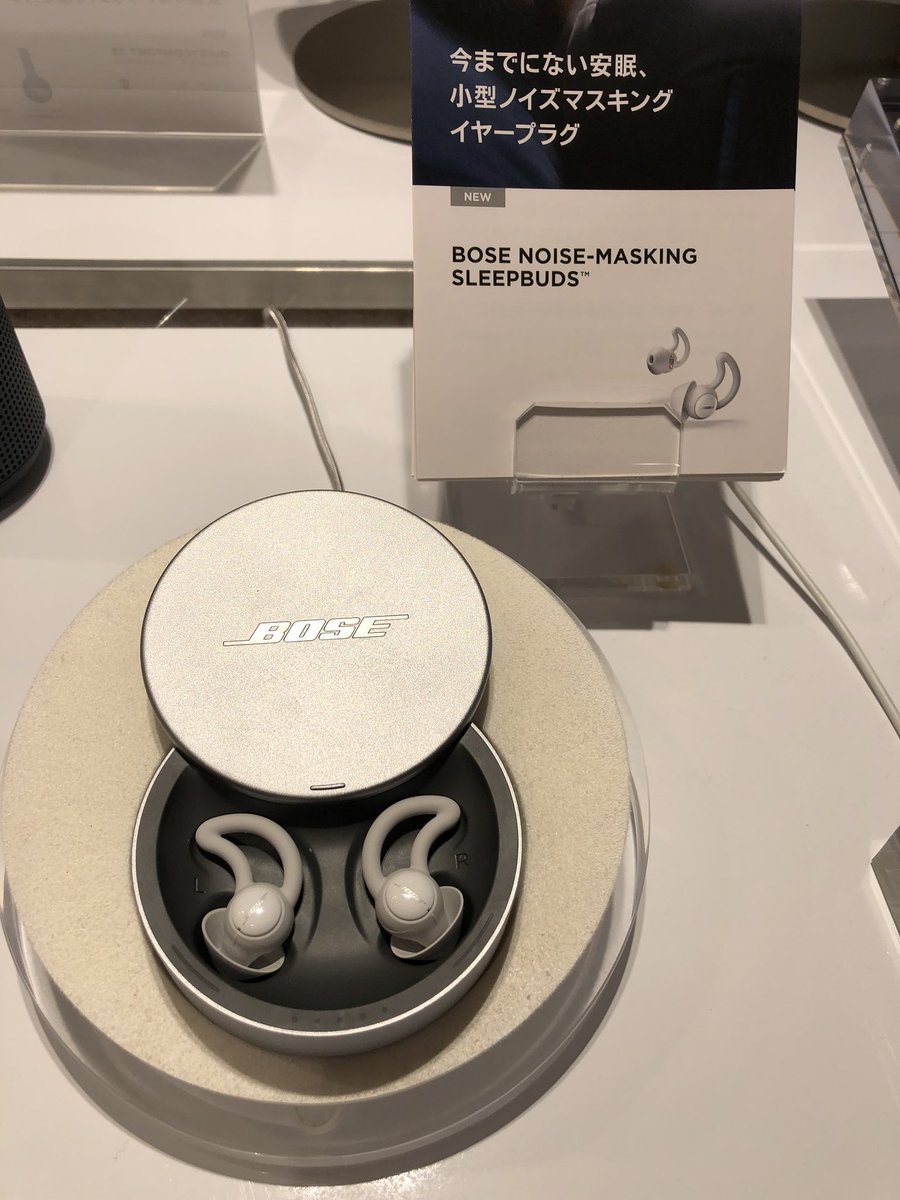 今までにない安眠、
小型ノイズマスキング
イヤープラグ
NEW
BOSE NOISE-MASKING
SLEEPBUDS™
BOSE
L
R